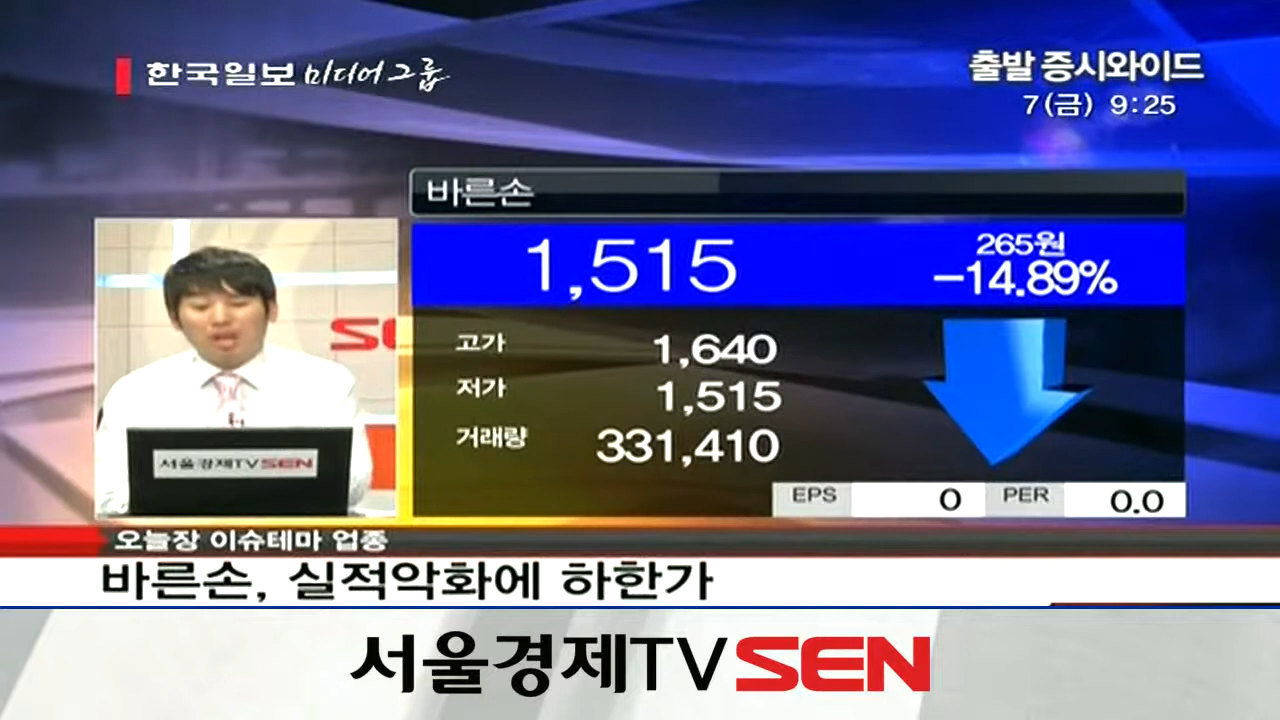 한국일보 미디어그룹
출발 증시와이드
7(금) 9:25
바른손
1,515
265원
-14.89%
고가 1,640
저가 1,515
거래량 331,410
EPS 0 PER 0.0
SE
서울경제TV SEN
오늘장 이슈테마 업종
바른손, 실적악화에 하한가
서울경제TV SEN